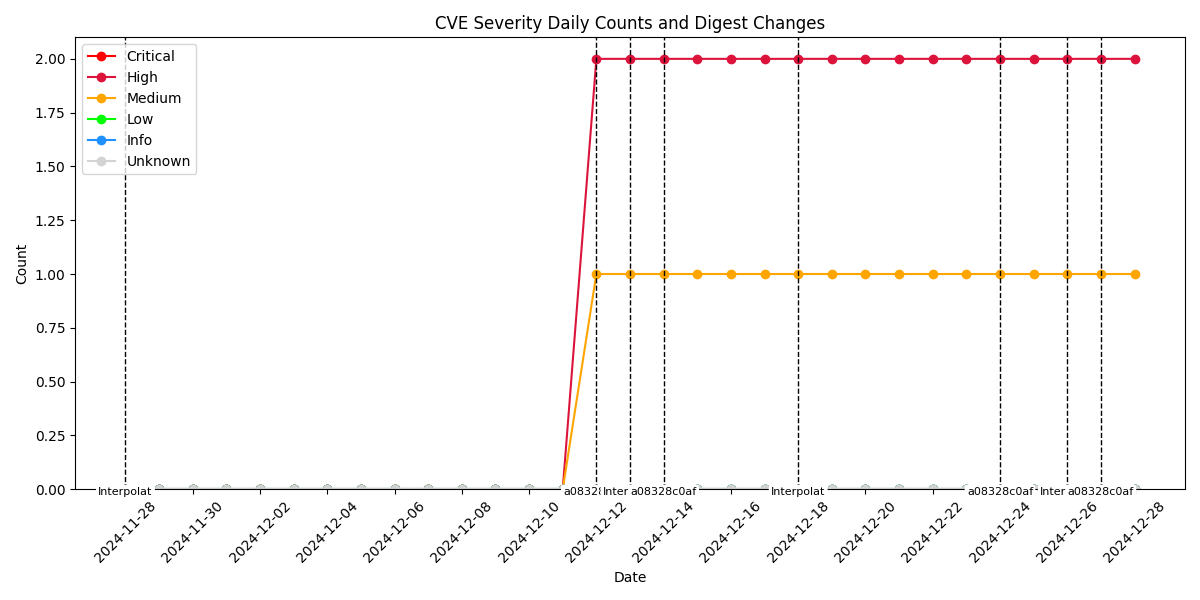 CVE Severity Daily Counts and Digest Changes
Critical
High
Medium
Low
Info
Unknown
Count
2.00
1.75
1.50
1.25
1.00
0.75
0.50
0.25
0.00
Interpolat
Inter
a08328c0af
Interpolat
a08328c0af
Inter
a08328c0af
2024-11-28
2024-11-30
2024-12-02
2024-12-04
2024-12-06
2024-12-08
2024-12-10
2024-12-12
2024-12-14
2024-12-16
2024-12-18
2024-12-20
2024-12-22
2024-12-24
2024-12-26
2024-12-28
Date